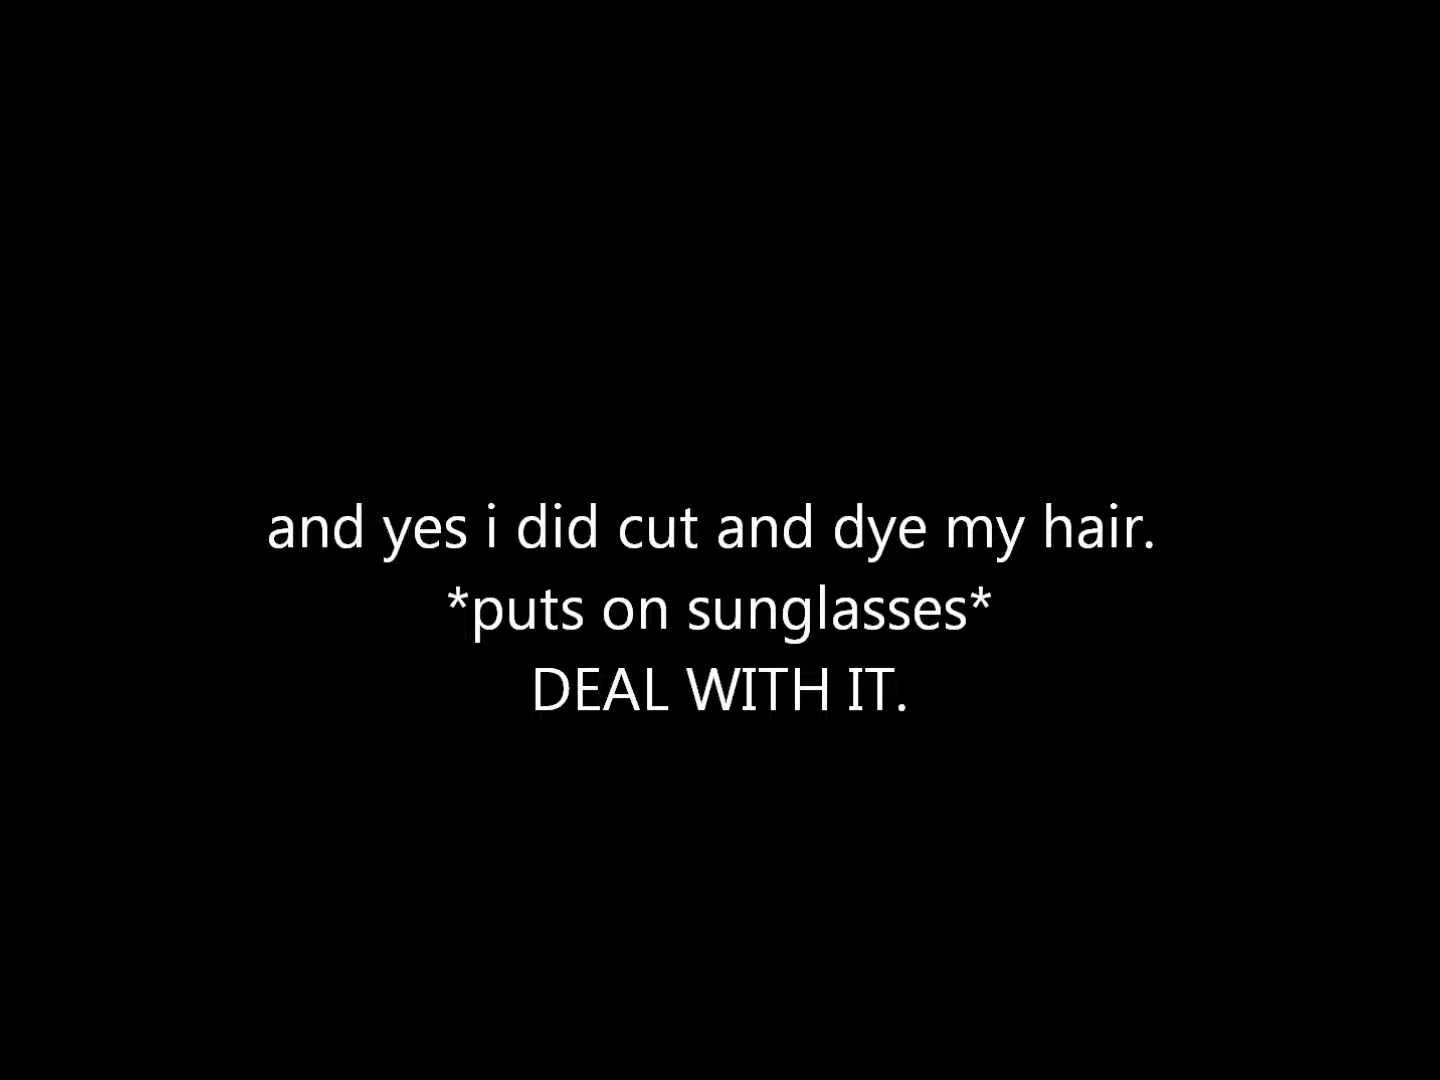 and yes i did cut and dye my hair.
*puts on sunglasses*
DEAL WITH IT.